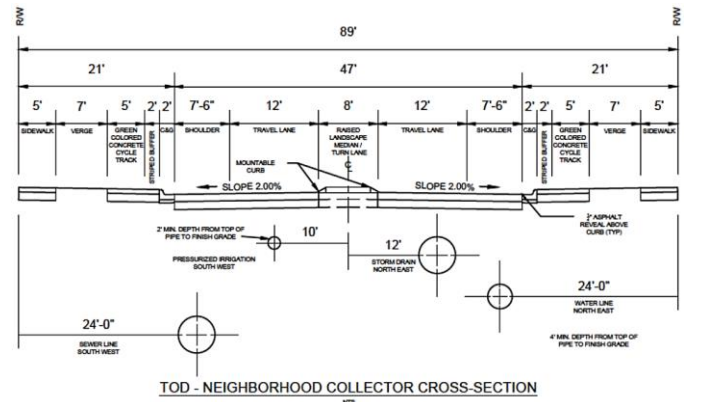 R/W
R/W
89'
21'
47'
21'
5'
7'
5'
2'
2'
7'-6"
12'
8'
12'
7'-6"
2'
2'
5'
7'
5'
SIDEWALK
VERGE
GREEN
COLORED
CONCRETE
CYCLE
TRACK
STRIPED BUFFER
C&G
SHOULDER
TRAVEL LANE
RAISED
LANDSCAPE
MEDIAN /
TURN LANE
TRAVEL LANE
SHOULDER
C&G
STRIPED BUFFER
GREEN
COLORED
CONCRETE
CYCLE
TRACK
VERGE
SIDEWALK
MOUNTABLE
CURB
SLOPE 2.00%
SLOPE 2.00%
ASPHALT
REVEAL ABOVE
CURB (TYP)
2' MIN. DEPTH FROM TOP OF
PIPE TO FINISH GRADE
10'
PRESSURIZED IRRIGATION
SOUTH WEST
12'
STORM DRAIN
NORTH EAST
24'-0"
WATER LINE
NORTH EAST
4' MIN. DEPTH FROM TOP OF
PIPE TO FINISH GRADE
24'-0"
SEWER LINE
SOUTH WEST
TOD - NEIGHBORHOOD COLLECTOR CROSS-SECTION